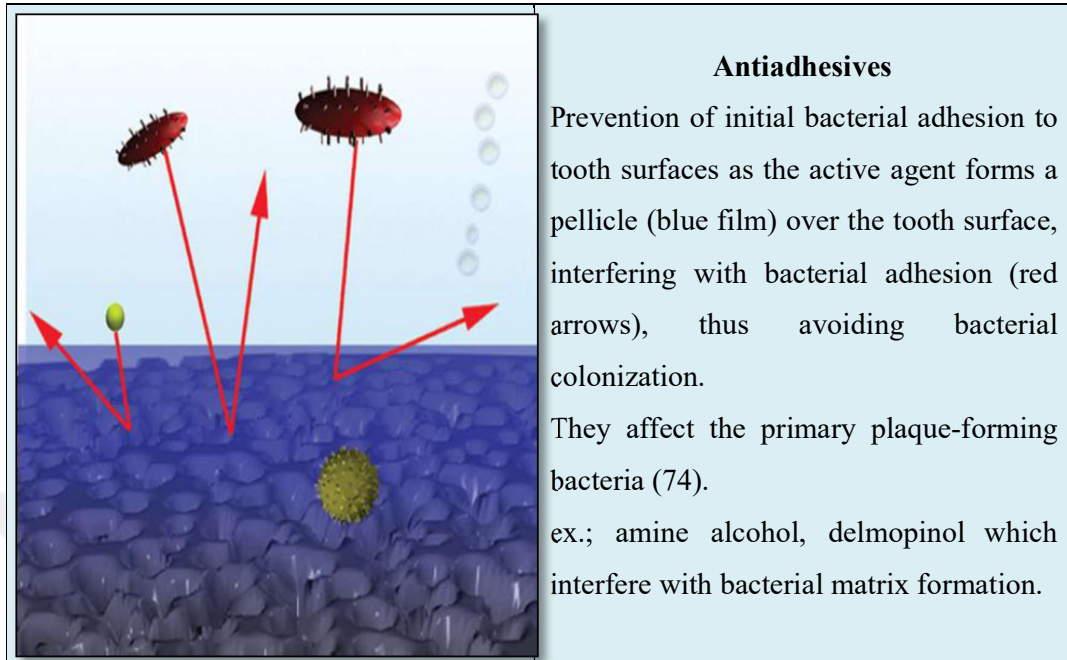 Antiadhesives
Prevention of initial bacterial adhesion to
tooth surfaces as the active agent forms a
pellicle (blue film) over the tooth surface,
interfering with bacterial adhesion (red
arrows), thus avoiding bacterial
colonization.
They affect the primary plaque-forming
bacteria (74).
ex.; amine alcohol, delmopinol which
interfere with bacterial matrix formation.